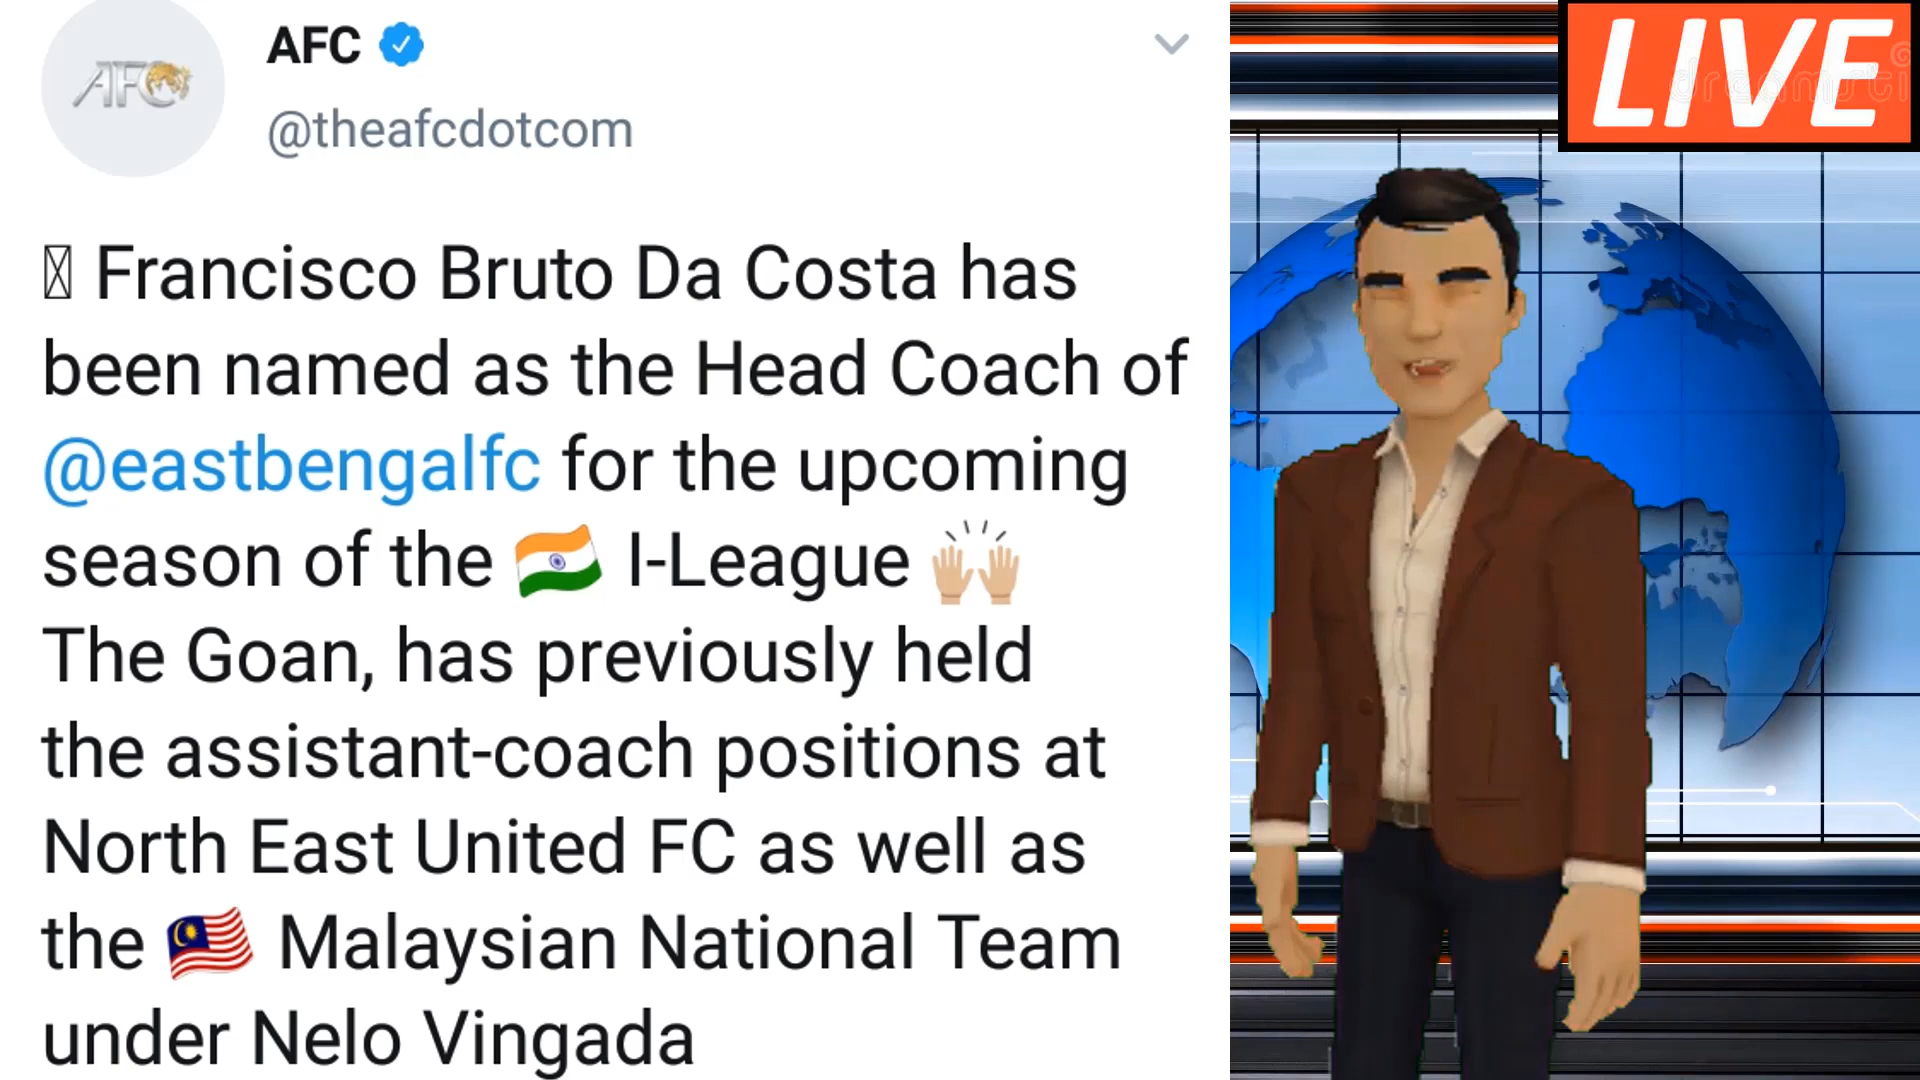 AFC
AFC
@theafcdotcom
Francisco Bruto Da Costa has
been named as the Head Coach of
@eastbengalfc for the upcoming
season of the 🇮🇳 I-League 🙌🏼
The Goan, has previously held
the assistant-coach positions at
North East United FC as well as
the 🇲🇾 Malaysian National Team
under Nelo Vingada
LIVE